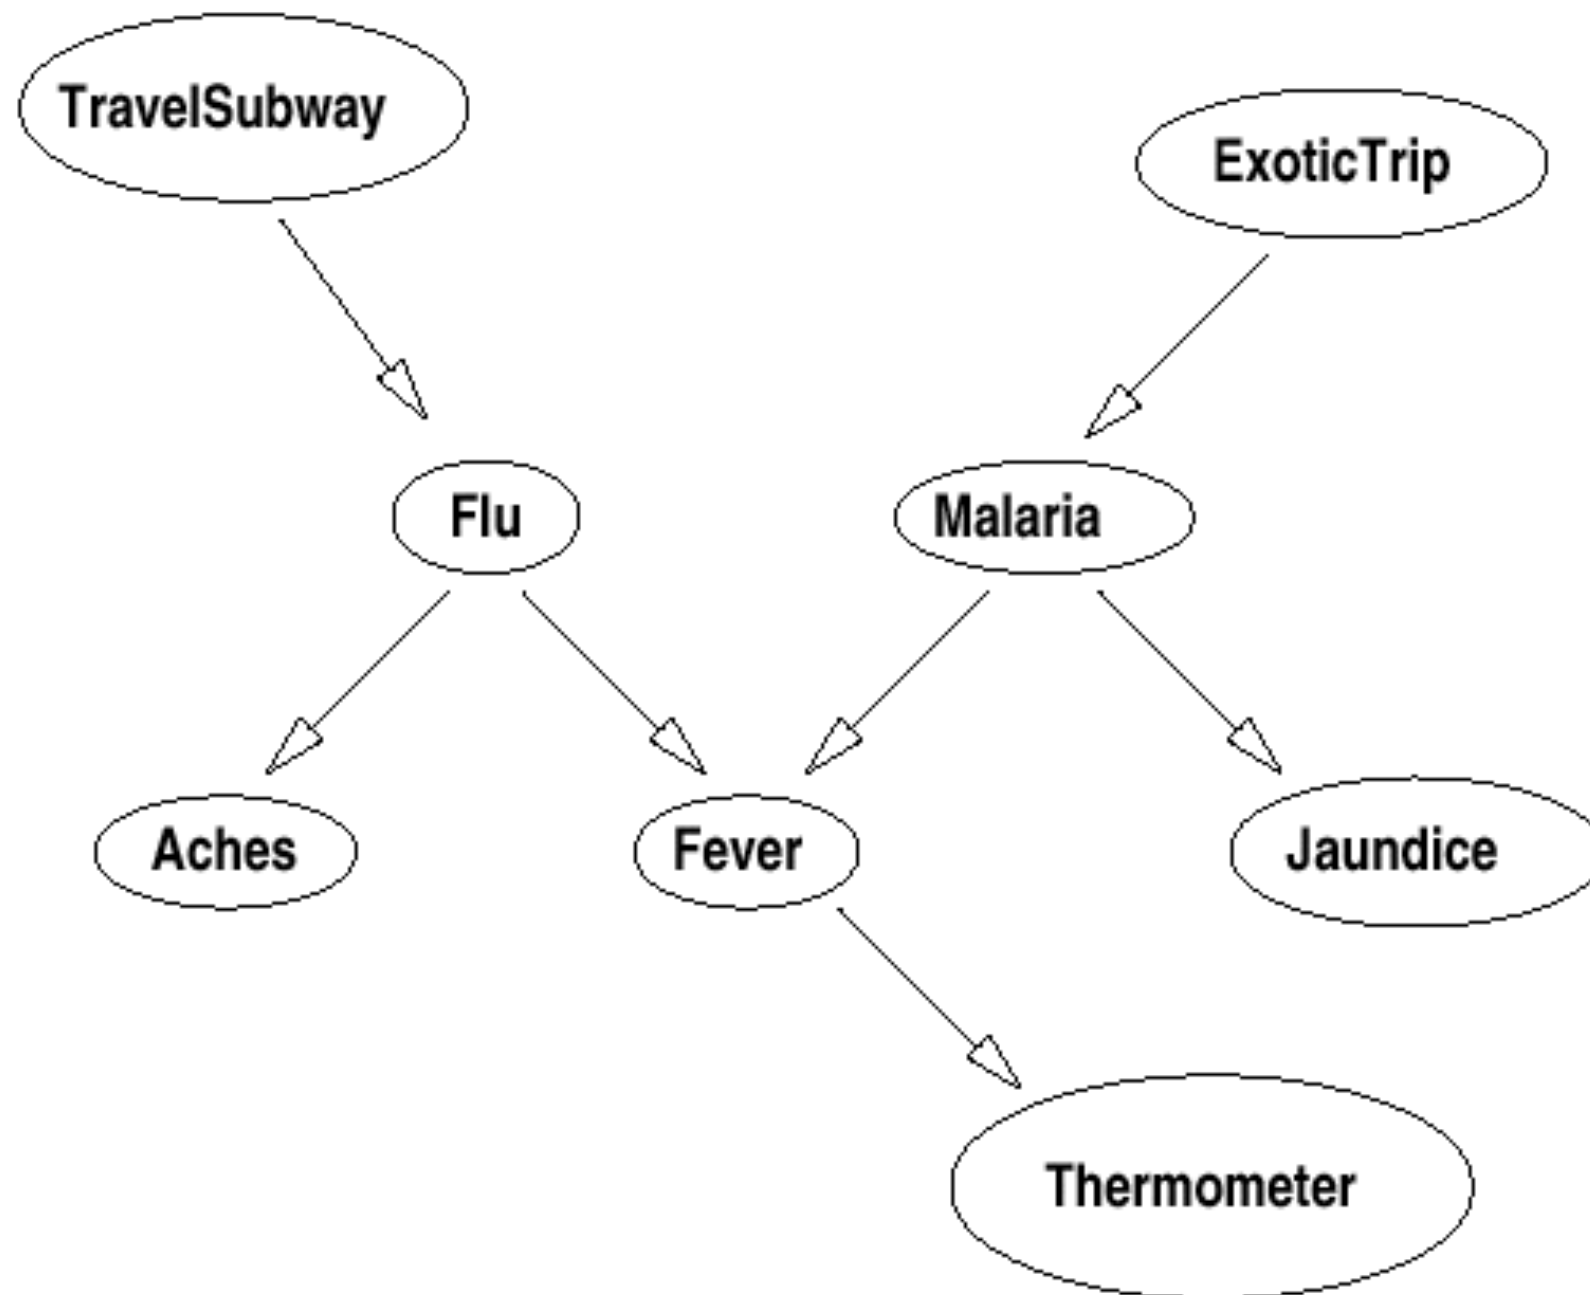 TravelSubway
ExoticTrip
Flu
Malaria
Aches
Fever
Jaundice
Thermometer